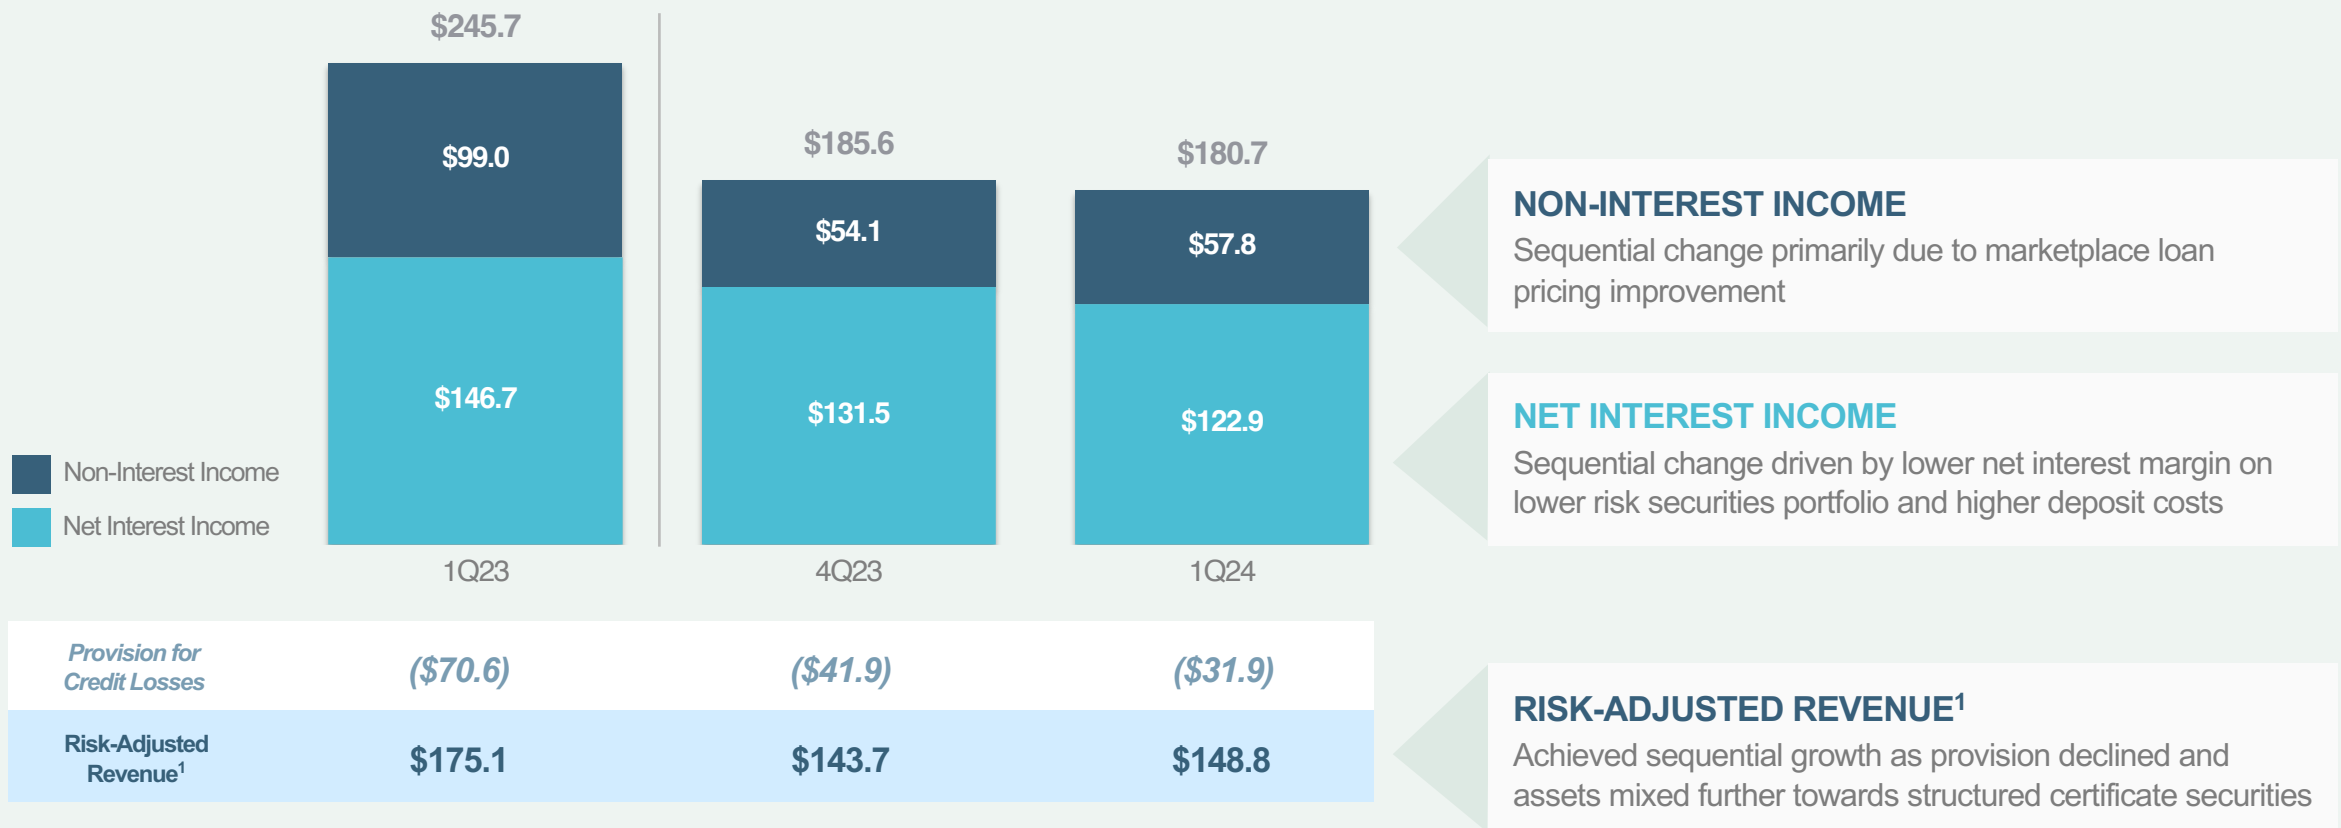 $245.7
$99.0
$146.7
$185.6
$54.1
$131.5
$180.7
$57.8
$122.9
Non-Interest Income
Net Interest Income
1Q23
4Q23
1Q24
NON-INTEREST INCOME
Sequential change primarily due to marketplace loan
pricing improvement
NET INTEREST INCOME
Sequential change driven by lower net interest margin on
lower risk securities portfolio and higher deposit costs
Provision for
Credit Losses
($70.6)
($41.9)
($31.9)
Risk-Adjusted
Revenue¹
$175.1
$143.7
$148.8
RISK-ADJUSTED REVENUE¹
Achieved sequential growth as provision declined and
assets mixed further towards structured certificate securities